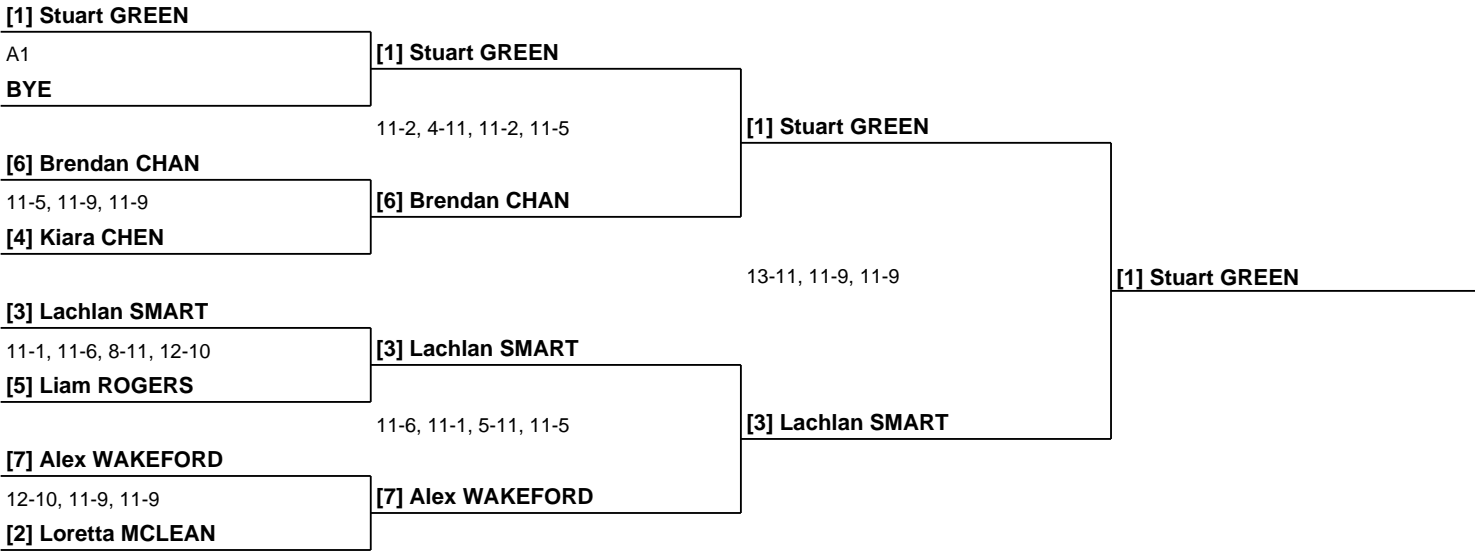 [1] Stuart GREEN
A1
BYE
[6] Brendan CHAN
11-5, 11-9, 11-9
[4] Kiara CHEN
[3] Lachlan SMART
11-1, 11-6, 8-11, 12-10
[5] Liam ROGERS
[7] Alex WAKEFORD
12-10, 11-9, 11-9
[2] Loretta MCLEAN
[1] Stuart GREEN
11-2, 4-11, 11-2, 11-5
[6] Brendan CHAN
[3] Lachlan SMART
11-6, 11-1, 5-11, 11-5
[7] Alex WAKEFORD
[1] Stuart GREEN
13-11, 11-9, 11-9
[3] Lachlan SMART
[1] Stuart GREEN